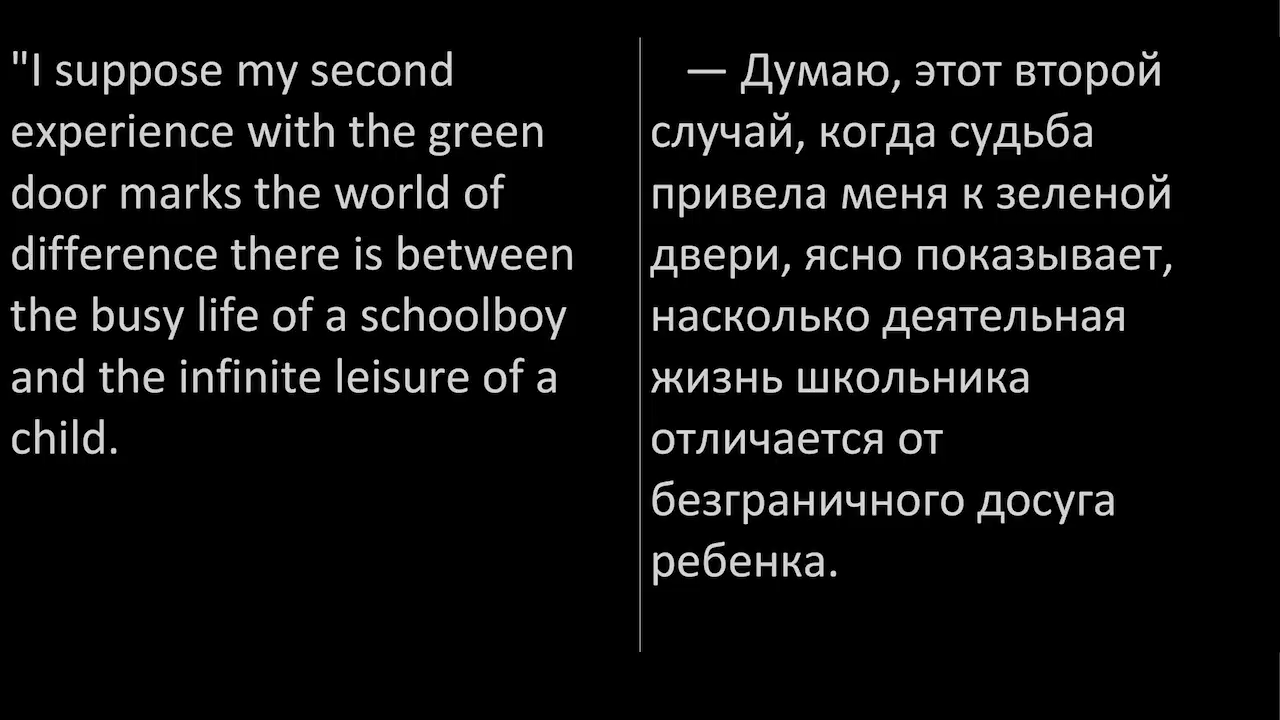 "I suppose my second
experience with the green
door marks the world of
difference there is between
the busy life of a schoolboy
and the infinite leisure of a
child.
— Думаю, этот второй
случай, когда судьба
привела меня к зеленой
двери, ясно показывает,
насколько деятельная
жизнь школьника
отличается от
безграничного досуга
ребенка.